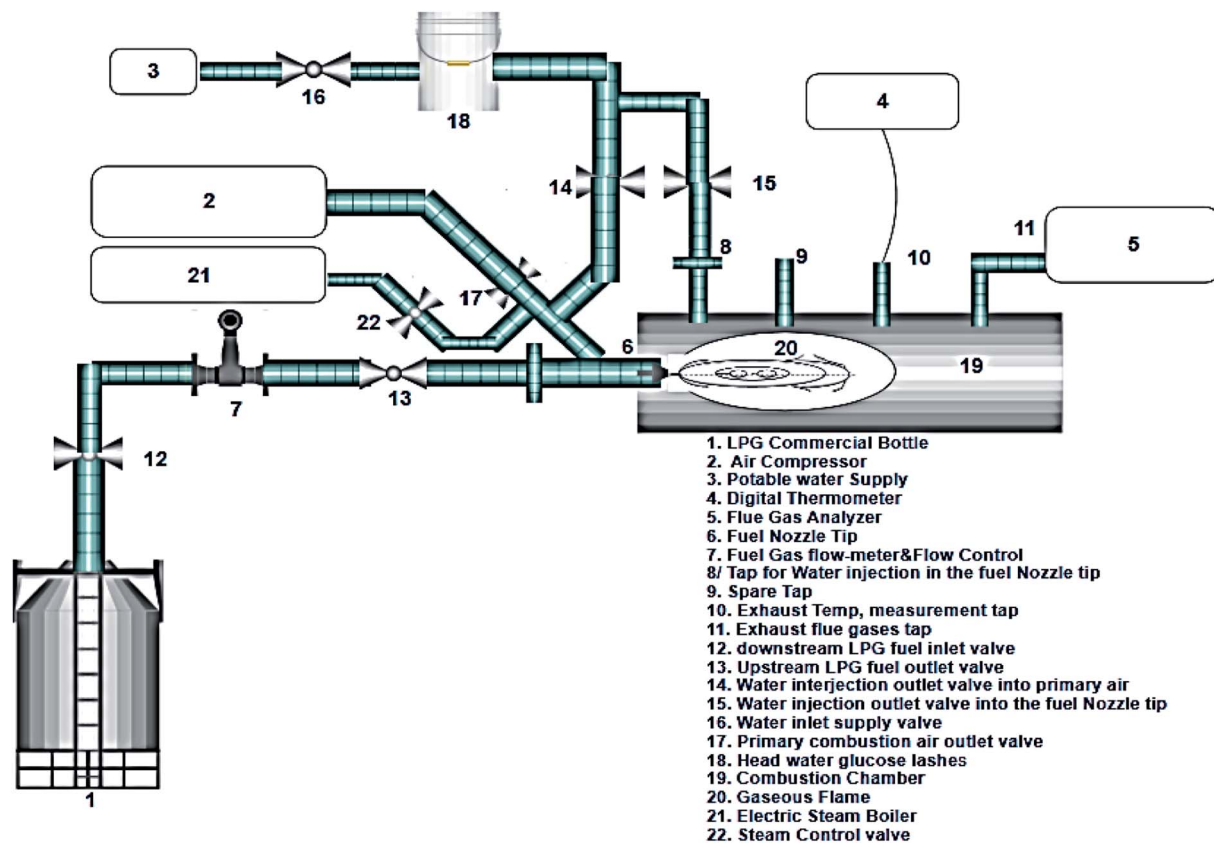 3
16
18
4
14
15
2
11
5
8
9
10
21
17
22
6
20
19
7
13
12
1
1. LPG Commercial Bottle
2. Air Compressor
3. Potable water Supply
4. Digital Thermometer
5. Flue Gas Analyzer
6. Fuel Nozzle Tip
7. Fuel Gas flow-meter&Flow Control
8/ Tap for Water injection in the fuel Nozzle tip
9. Spare Tap
10. Exhaust Temp, measurement tap
11. Exhaust flue gases tap
12. downstream LPG fuel inlet valve
13. Upstream LPG fuel outlet valve
14. Water interjection outlet valve into primary air
15. Water injection outlet valve into the fuel Nozzle tip
16. Water inlet supply valve
17. Primary combustion air outlet valve
18. Head water glucose lashes
19. Combustion Chamber
20. Gaseous Flame
21. Electric Steam Boiler
22. Steam Control valve